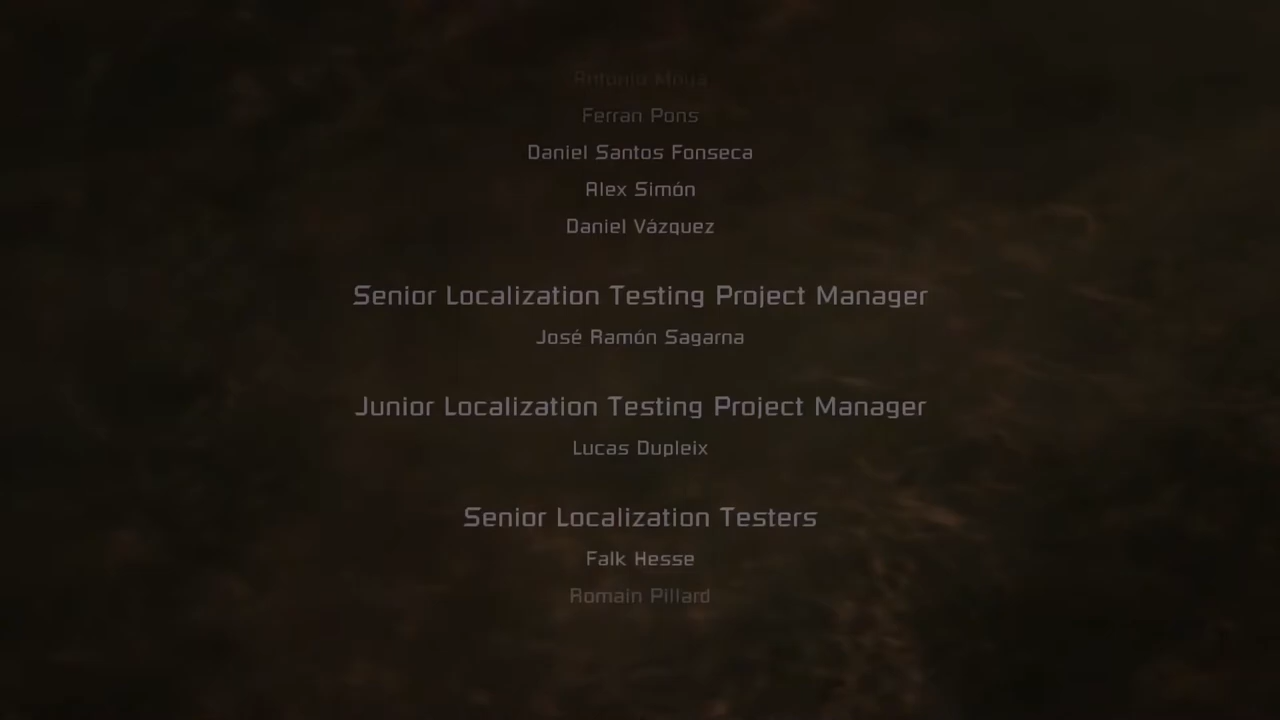 Ferran Pons
Daniel Santos Fonseca
Alex Simón
Daniel Vázquez
Senior Localization Testing Project Manager
José Ramón Sagarna
Junior Localization Testing Project Manager
Lucas Dupleix
Senior Localization Testers
Falk Hesse
Romain Pillard